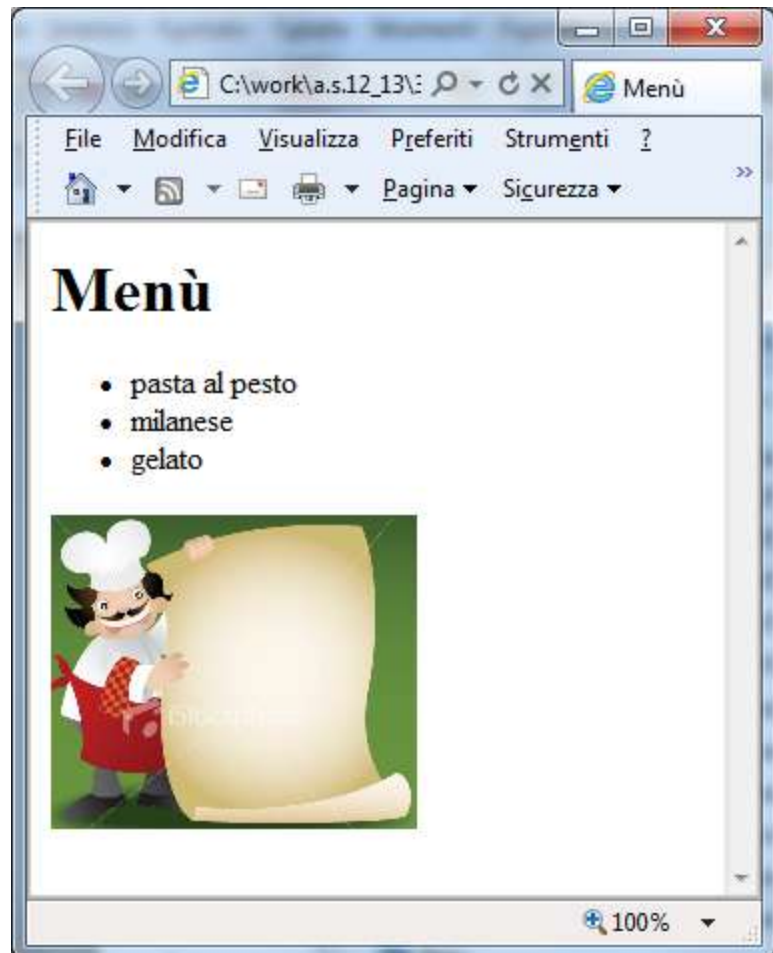 C:\work\a.s.12_13\
Menù
File Modifica Visualizza Preferiti Strumenti ?
Pagina Sicurezza
Menù
pasta al pesto
milanese
gelato
100%